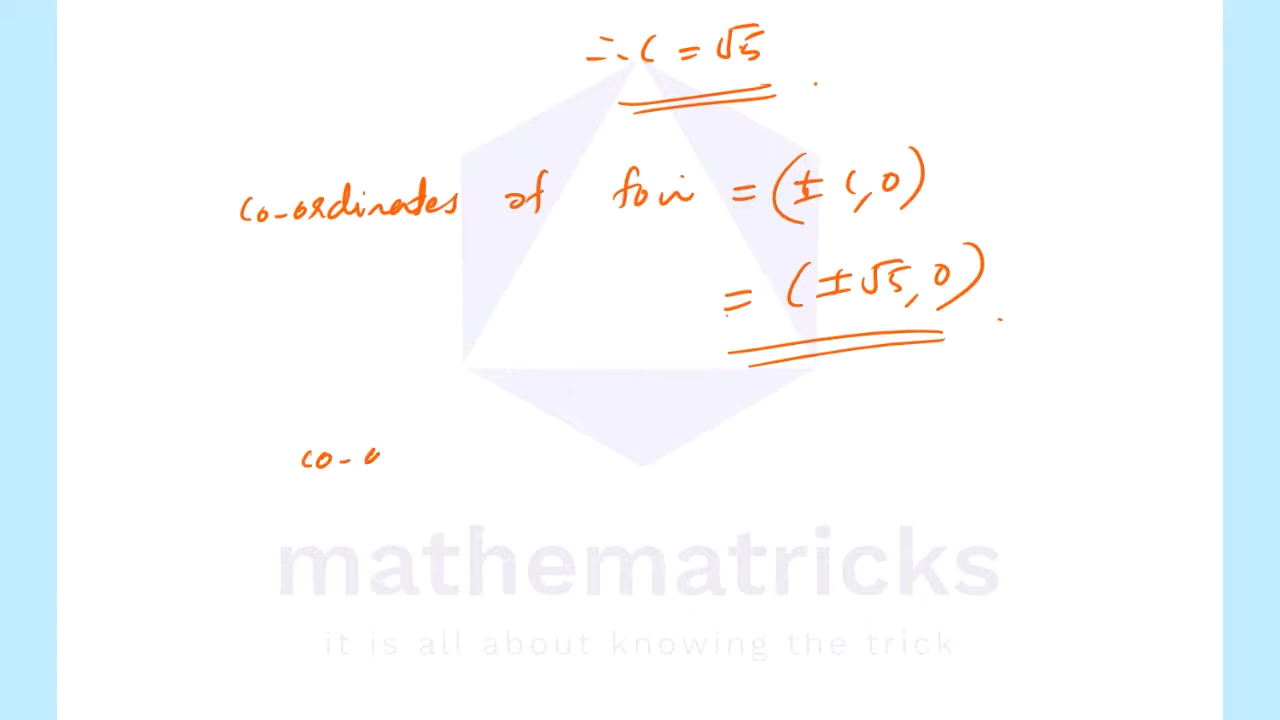 ∴ C = √5
co-ordinates of foci = (± C, 0)
= (±√5, 0)
co-o
mathematricks
it is all about knowing the trick